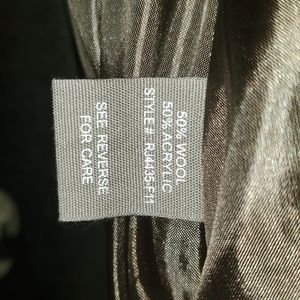 50% WOOL
50% ACRYLIC
STYLE# RJ4435-F11
SEE REVERSE
FOR CARE